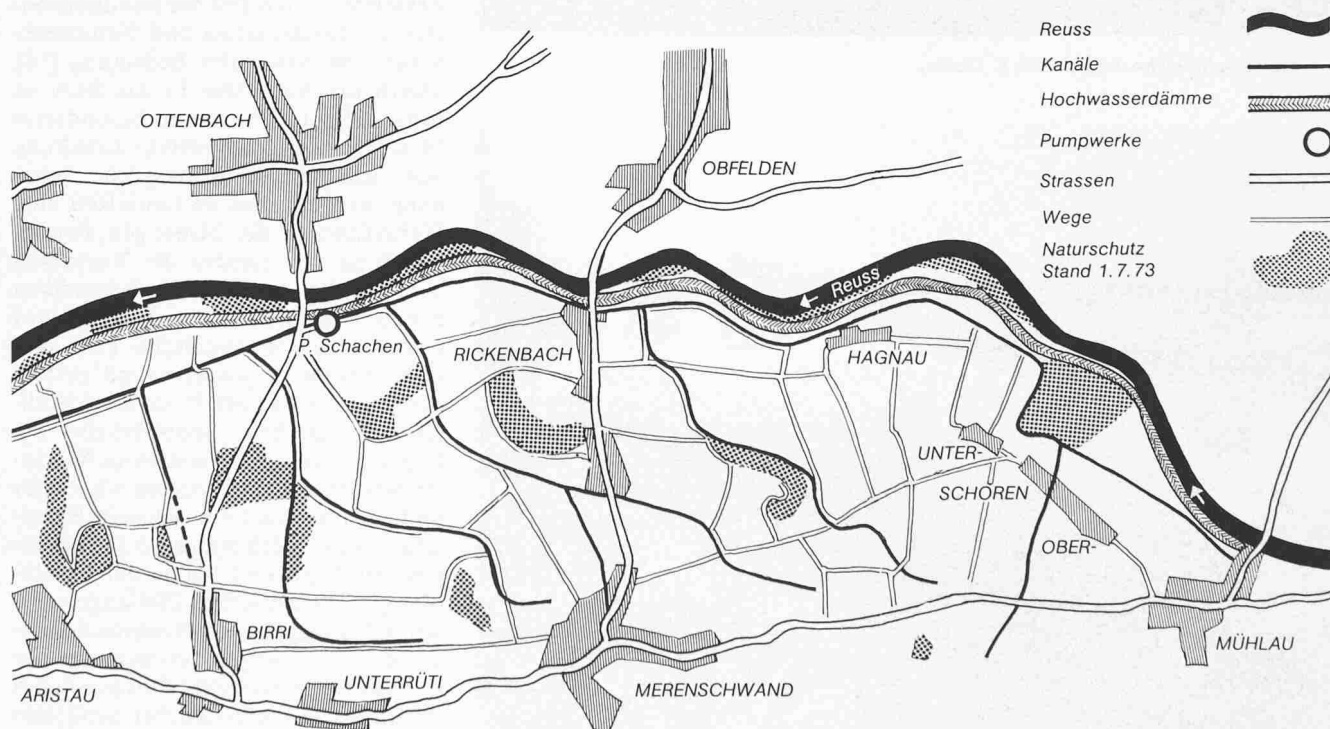 Reuss
Kanäle
Hochwasserdämme
Pumpwerke
Strassen
Wege
Naturschutz
Stand 1.7.73
OTTENBACH
OBFELDEN
Reuss
P. Schachen
RICKENBACH
HAGNAU
UNTER-
SCHOREN
OBER-
BIRRI
MÜHLAU
ARISTAU
UNTERRÜTI
MERENSCHWAND